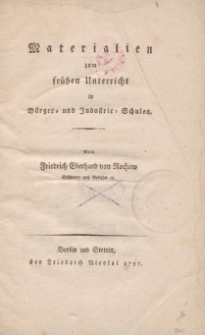 Materialien
zum
frühen Unterricht
in
Bürger- und Industrie-Schulen.
Von
Friedrich Eberhard von Rochow
Berlin und Stettin,
bey Friedrich Nicolai 1797.